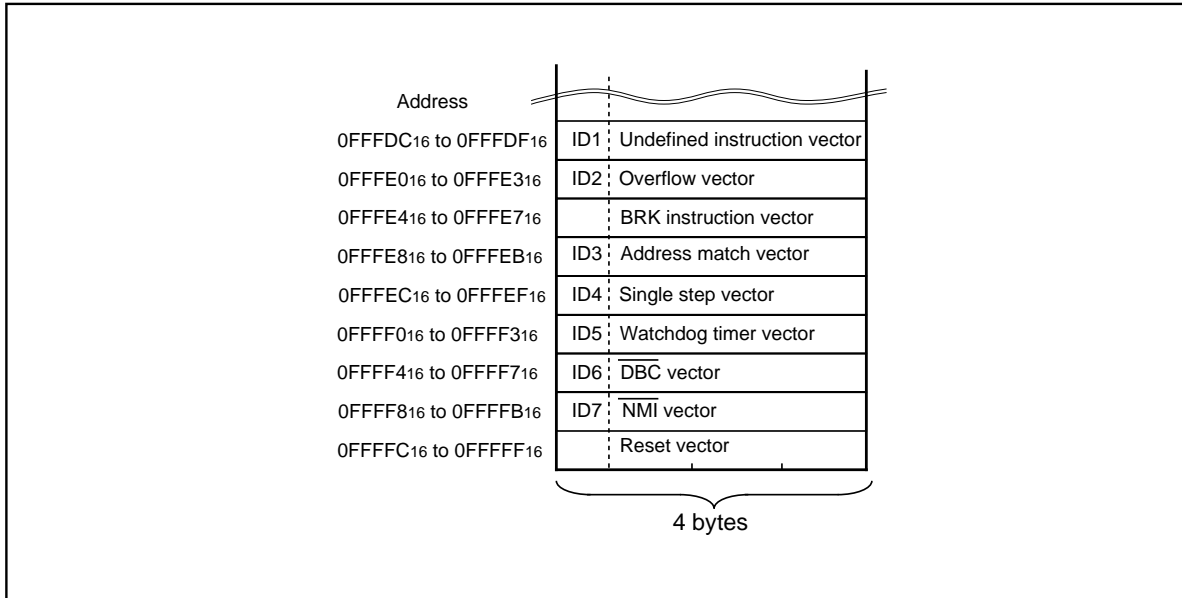 Address
0FFFDC16 to 0FFFDF16 ID1 Undefined instruction vector
0FFFE016 to 0FFFE316 ID2 Overflow vector
0FFFE416 to 0FFFE716 BRK instruction vector
0FFFE816 to 0FFFEB16 ID3 Address match vector
0FFFEC16 to 0FFFEF16 ID4 Single step vector
0FFFF016 to 0FFFF316 ID5 Watchdog timer vector
0FFFF416 to 0FFFF716 ID6 D̅B̅C̅ vector
0FFFF816 to 0FFFFB16 ID7 N̅M̅I̅ vector
0FFFFC16 to 0FFFFF16 Reset vector
4 bytes